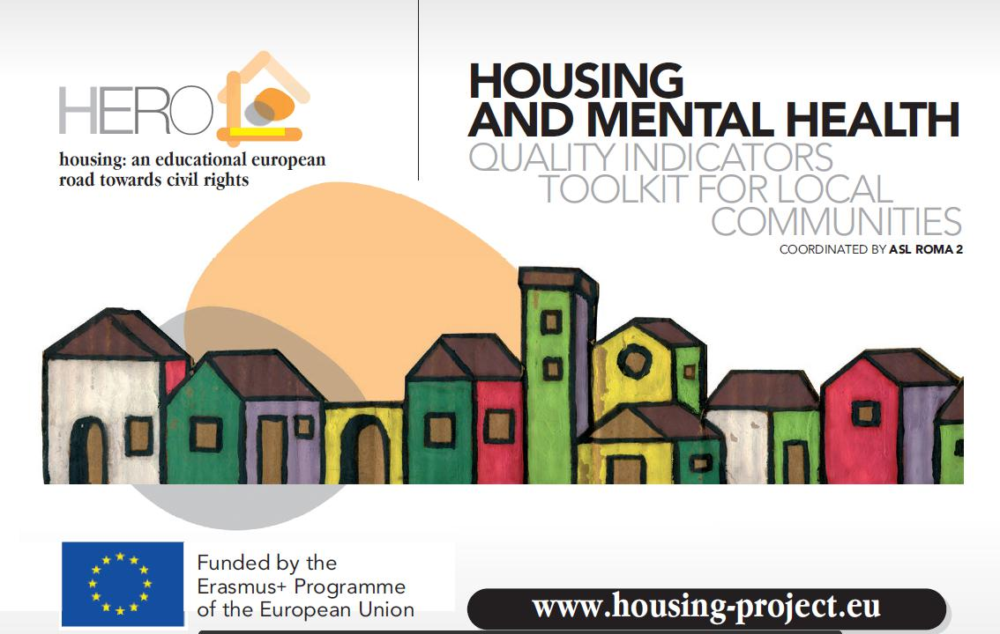 HERO
housing: an educational european
road towards civil rights
HOUSING
AND MENTAL HEALTH
QUALITY INDICATORS
TOOLKIT FOR LOCAL
COMMUNITIES
COORDINATED BY ASL ROMA 2
Funded by the
Erasmus+ Programme
of the European Union
www.housing-project.eu